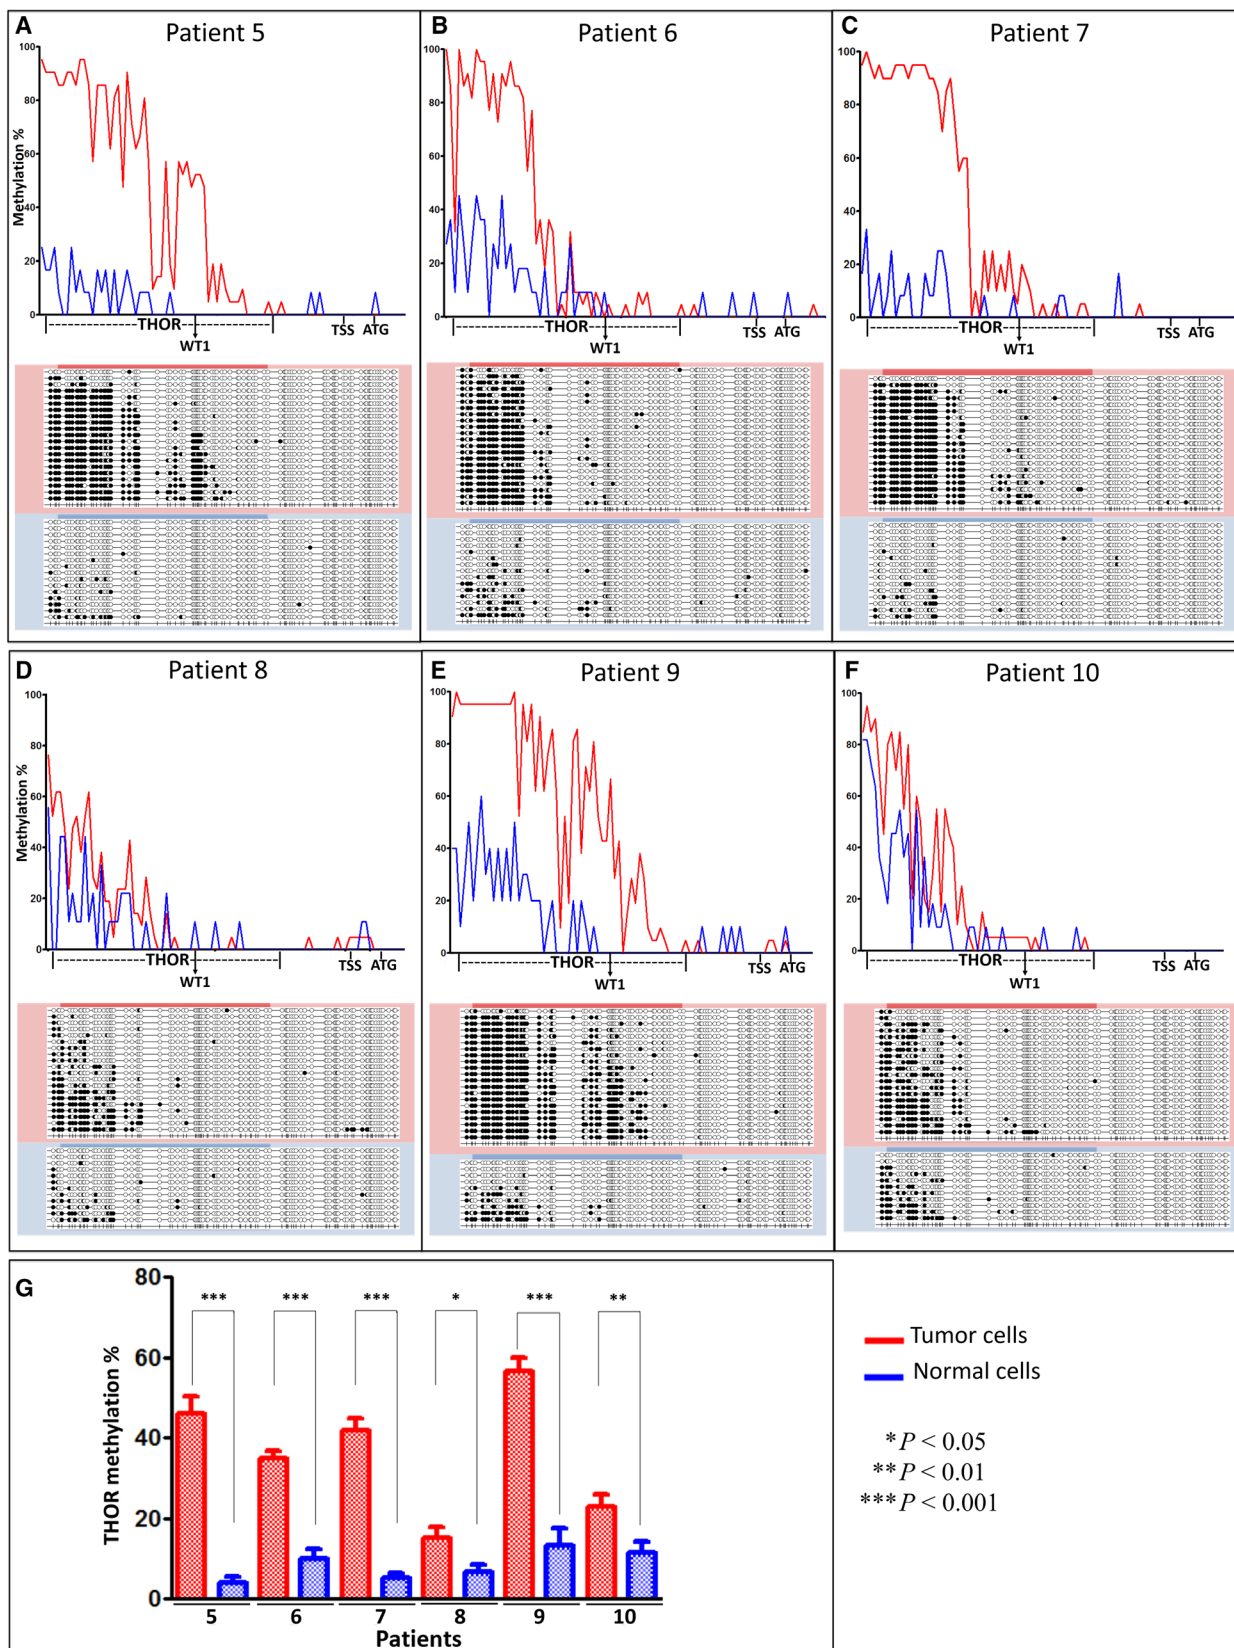 A
Patient 5
Methylation %
100
80
60
40
20
0
THOR
TSS ATG
WT1
B
Patient 6
100
80
60
40
20
0
THOR
TSS ATG
WT1
C
Patient 7
100
80
60
40
20
0
THOR
TSS ATG
WT1
D
Patient 8
Methylation %
100
80
60
40
20
0
THOR
TSS ATG
WT1
E
Patient 9
100
80
60
40
20
0
THOR
TSS ATG
WT1
F
Patient 10
100
80
60
40
20
0
THOR
TSS ATG
WT1
G
THOR methylation %
80
60
40
20
0
*** *** *** * *** **
5 6 7 8 9 10
Patients
Tumor cells
Normal cells
*P < 0.05
**P < 0.01
***P < 0.001